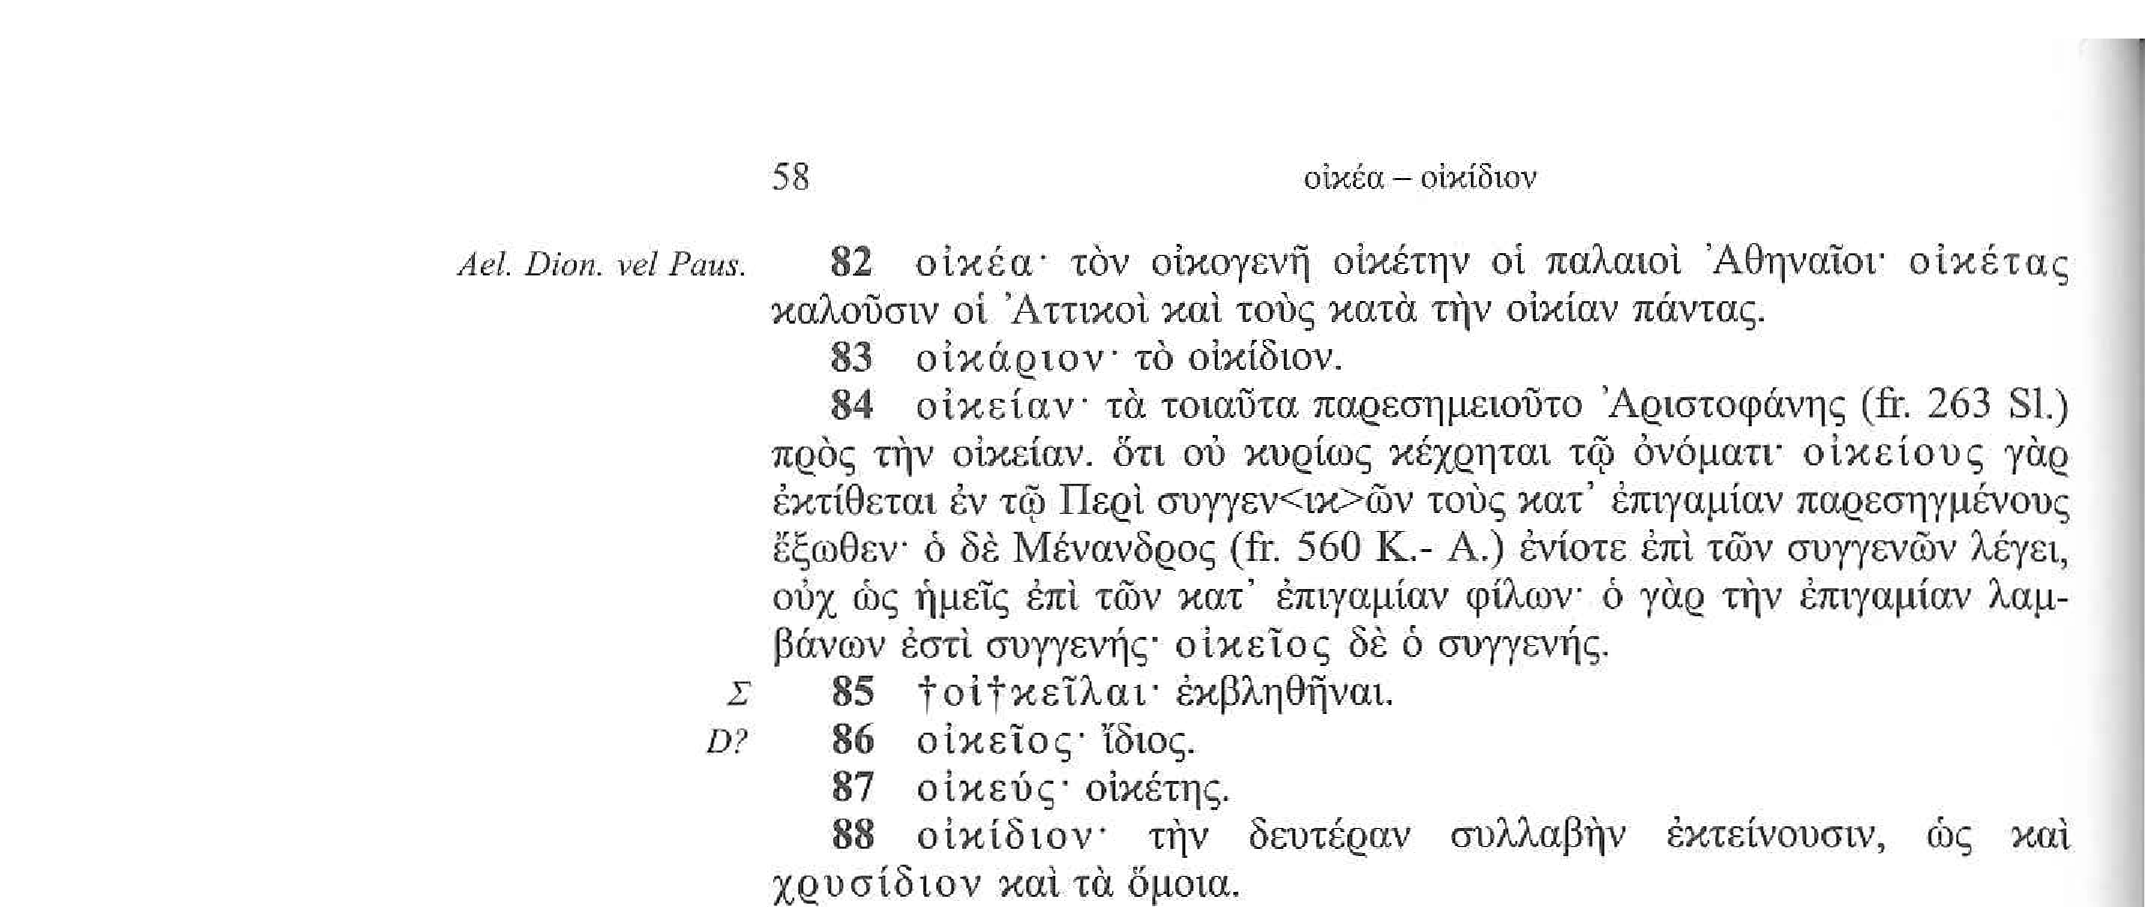 58 οἰκέα – οἰκίδιον
Ael. Dion. vel Paus. 82 οἰκέα· τὸν οἰκογενῆ οἰκέτην οἱ παλαιοὶ Ἀθηναῖοι· οἰκέτας
καλοῦσιν οἱ Ἀττικοὶ καὶ τοὺς κατὰ τὴν οἰκίαν πάντας.
83 οἰκάριον· τὸ οἰκίδιον.
84 οἰκείαν· τὰ τοιαῦτα παρεσημειοῦτο Ἀριστοφάνης (fr. 263 Sl.)
πρὸς τὴν οἰκείαν. ὅτι οὐ κυρίως κέχρηται τῷ ὀνόματι· οἰκείους γὰρ
ἐκτίθεται ἐν τῷ Περὶ συγγεν<ικ>ῶν τοὺς κατ’ ἐπιγαμίαν παρεσηγμένους
ἔξωθεν· ὁ δὲ Μένανδρος (fr. 560 K.- A.) ἐνίοτε ἐπὶ τῶν συγγενῶν λέγει,
οὐχ ὡς ἡμεῖς ἐπὶ τῶν κατ’ ἐπιγαμίαν φίλων· ὁ γὰρ τὴν ἐπιγαμίαν λαμ-
βάνων ἐστὶ συγγενής· οἰκεῖος δὲ ὁ συγγενής.
Σ 85 †οἰ†κεῖλαι· ἐκβληθῆναι.
D? 86 οἰκεῖος· ἴδιος.
87 οἰκεύς· οἰκέτης.
88 οἰκίδιον· τὴν δευτέραν συλλαβὴν ἐκτείνουσιν, ὡς καὶ
χρυσίδιον καὶ τὰ ὅμοια.